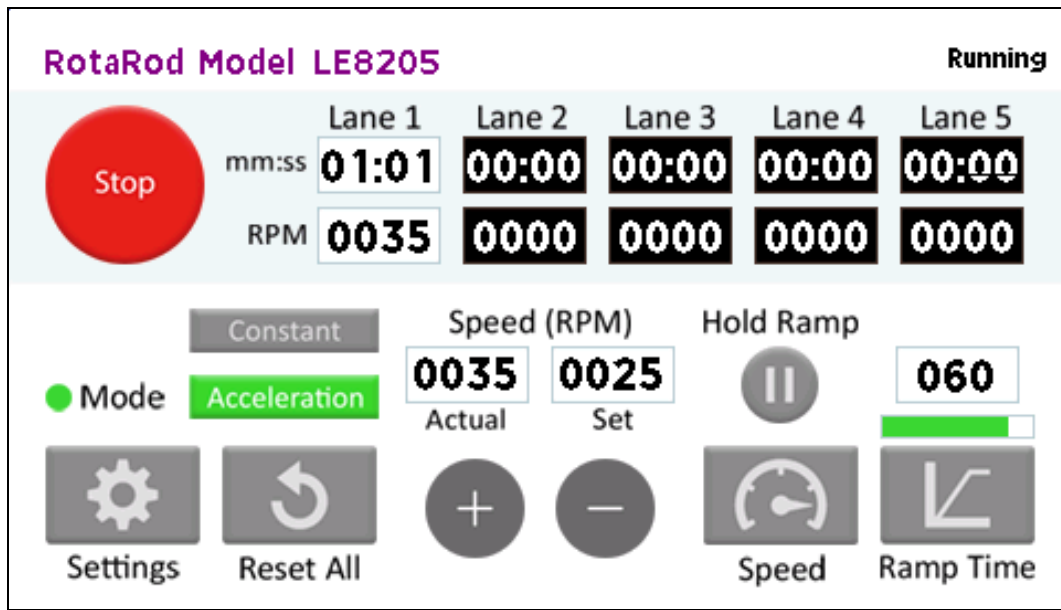 RotaRod Model LE8205 Running
Lane 1 Lane 2 Lane 3 Lane 4 Lane 5
Stop mm:ss 01:01 00:00 00:00 00:00 00:00
RPM 0035 0000 0000 0000 0000
Constant Speed (RPM) Hold Ramp
Mode Acceleration 0035 0025 060
Actual Set
Settings Reset All Speed Ramp Time